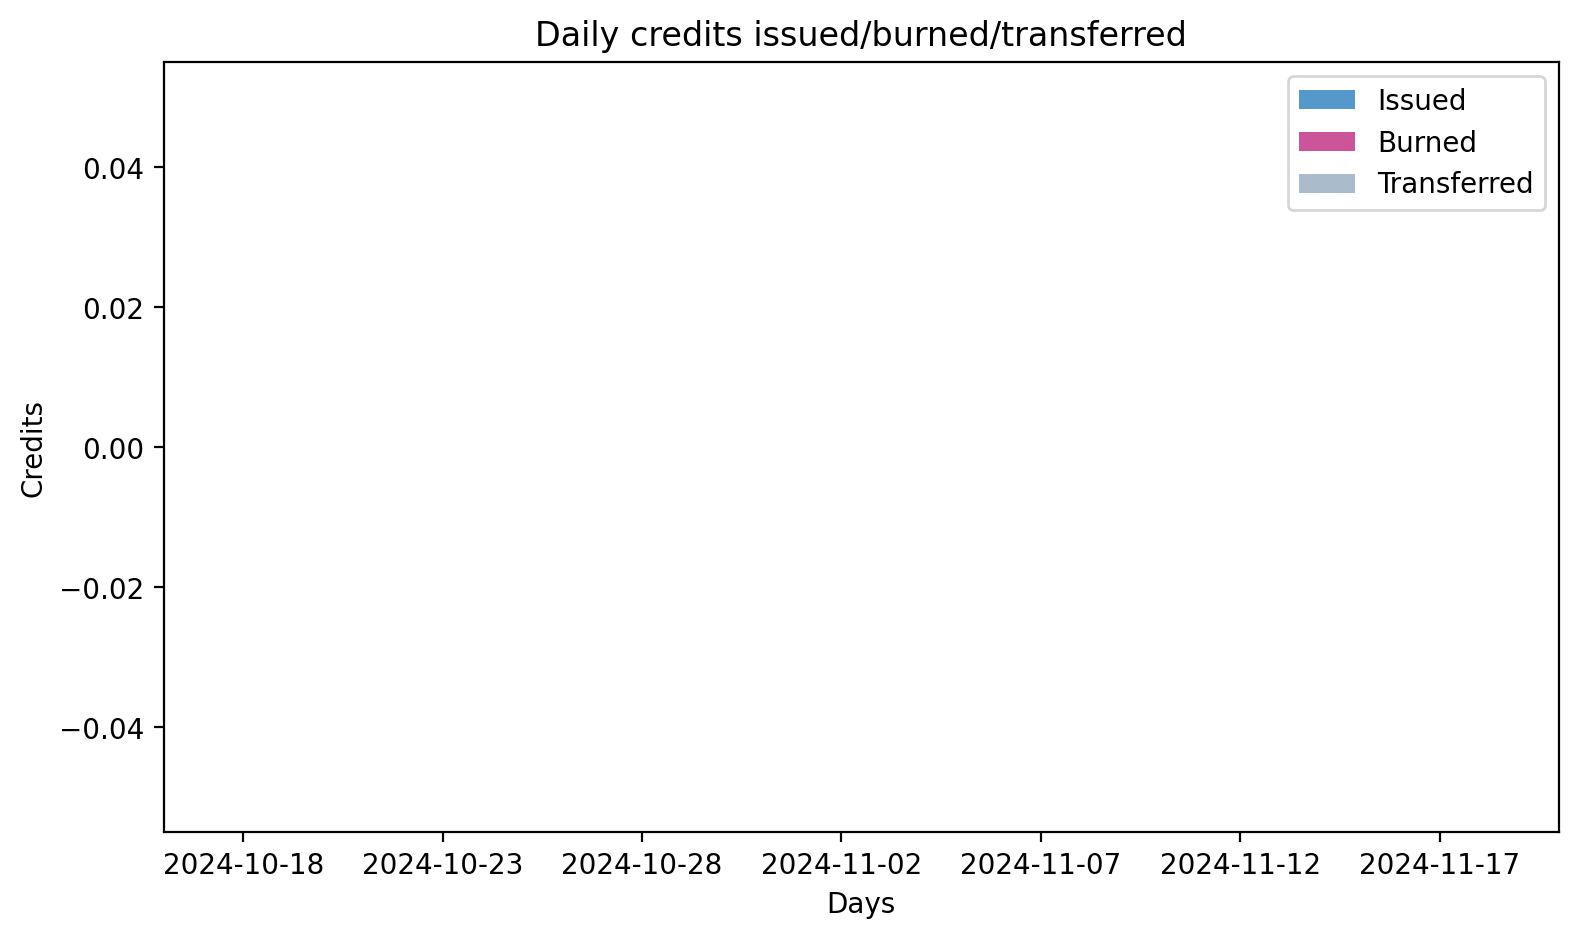 Daily credits issued/burned/transferred
Issued
Burned
Transferred
0.04
0.02
0.00
−0.02
−0.04
Credits
2024-10-18 2024-10-23 2024-10-28 2024-11-02 2024-11-07 2024-11-12 2024-11-17
Days